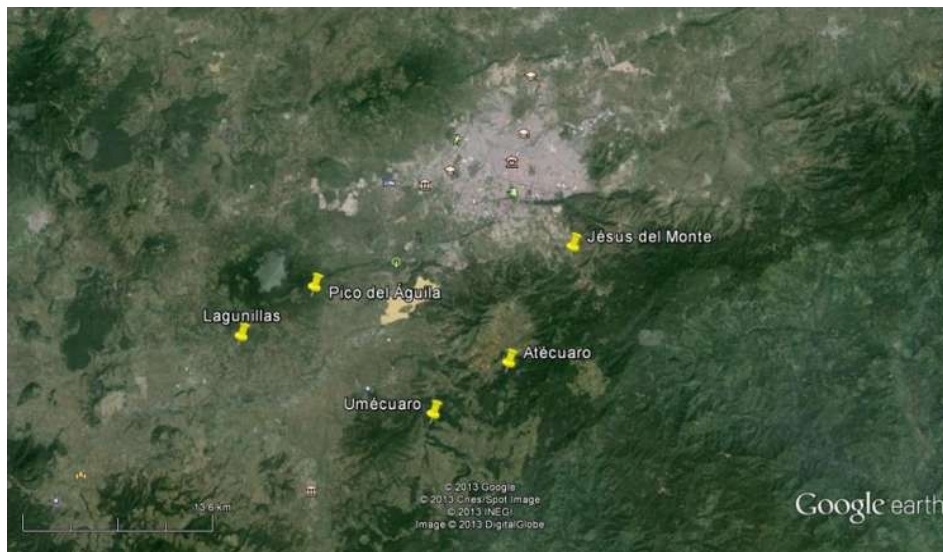 Jésus del Monte
Pico del Águila
Lagunillas
Atécuaro
Umécuaro
© 2013 Google
© 2013 Cnes/Spot Image
© 2013 INEGI
Image © 2013 DigitalGlobe
13.6 km
Google earth